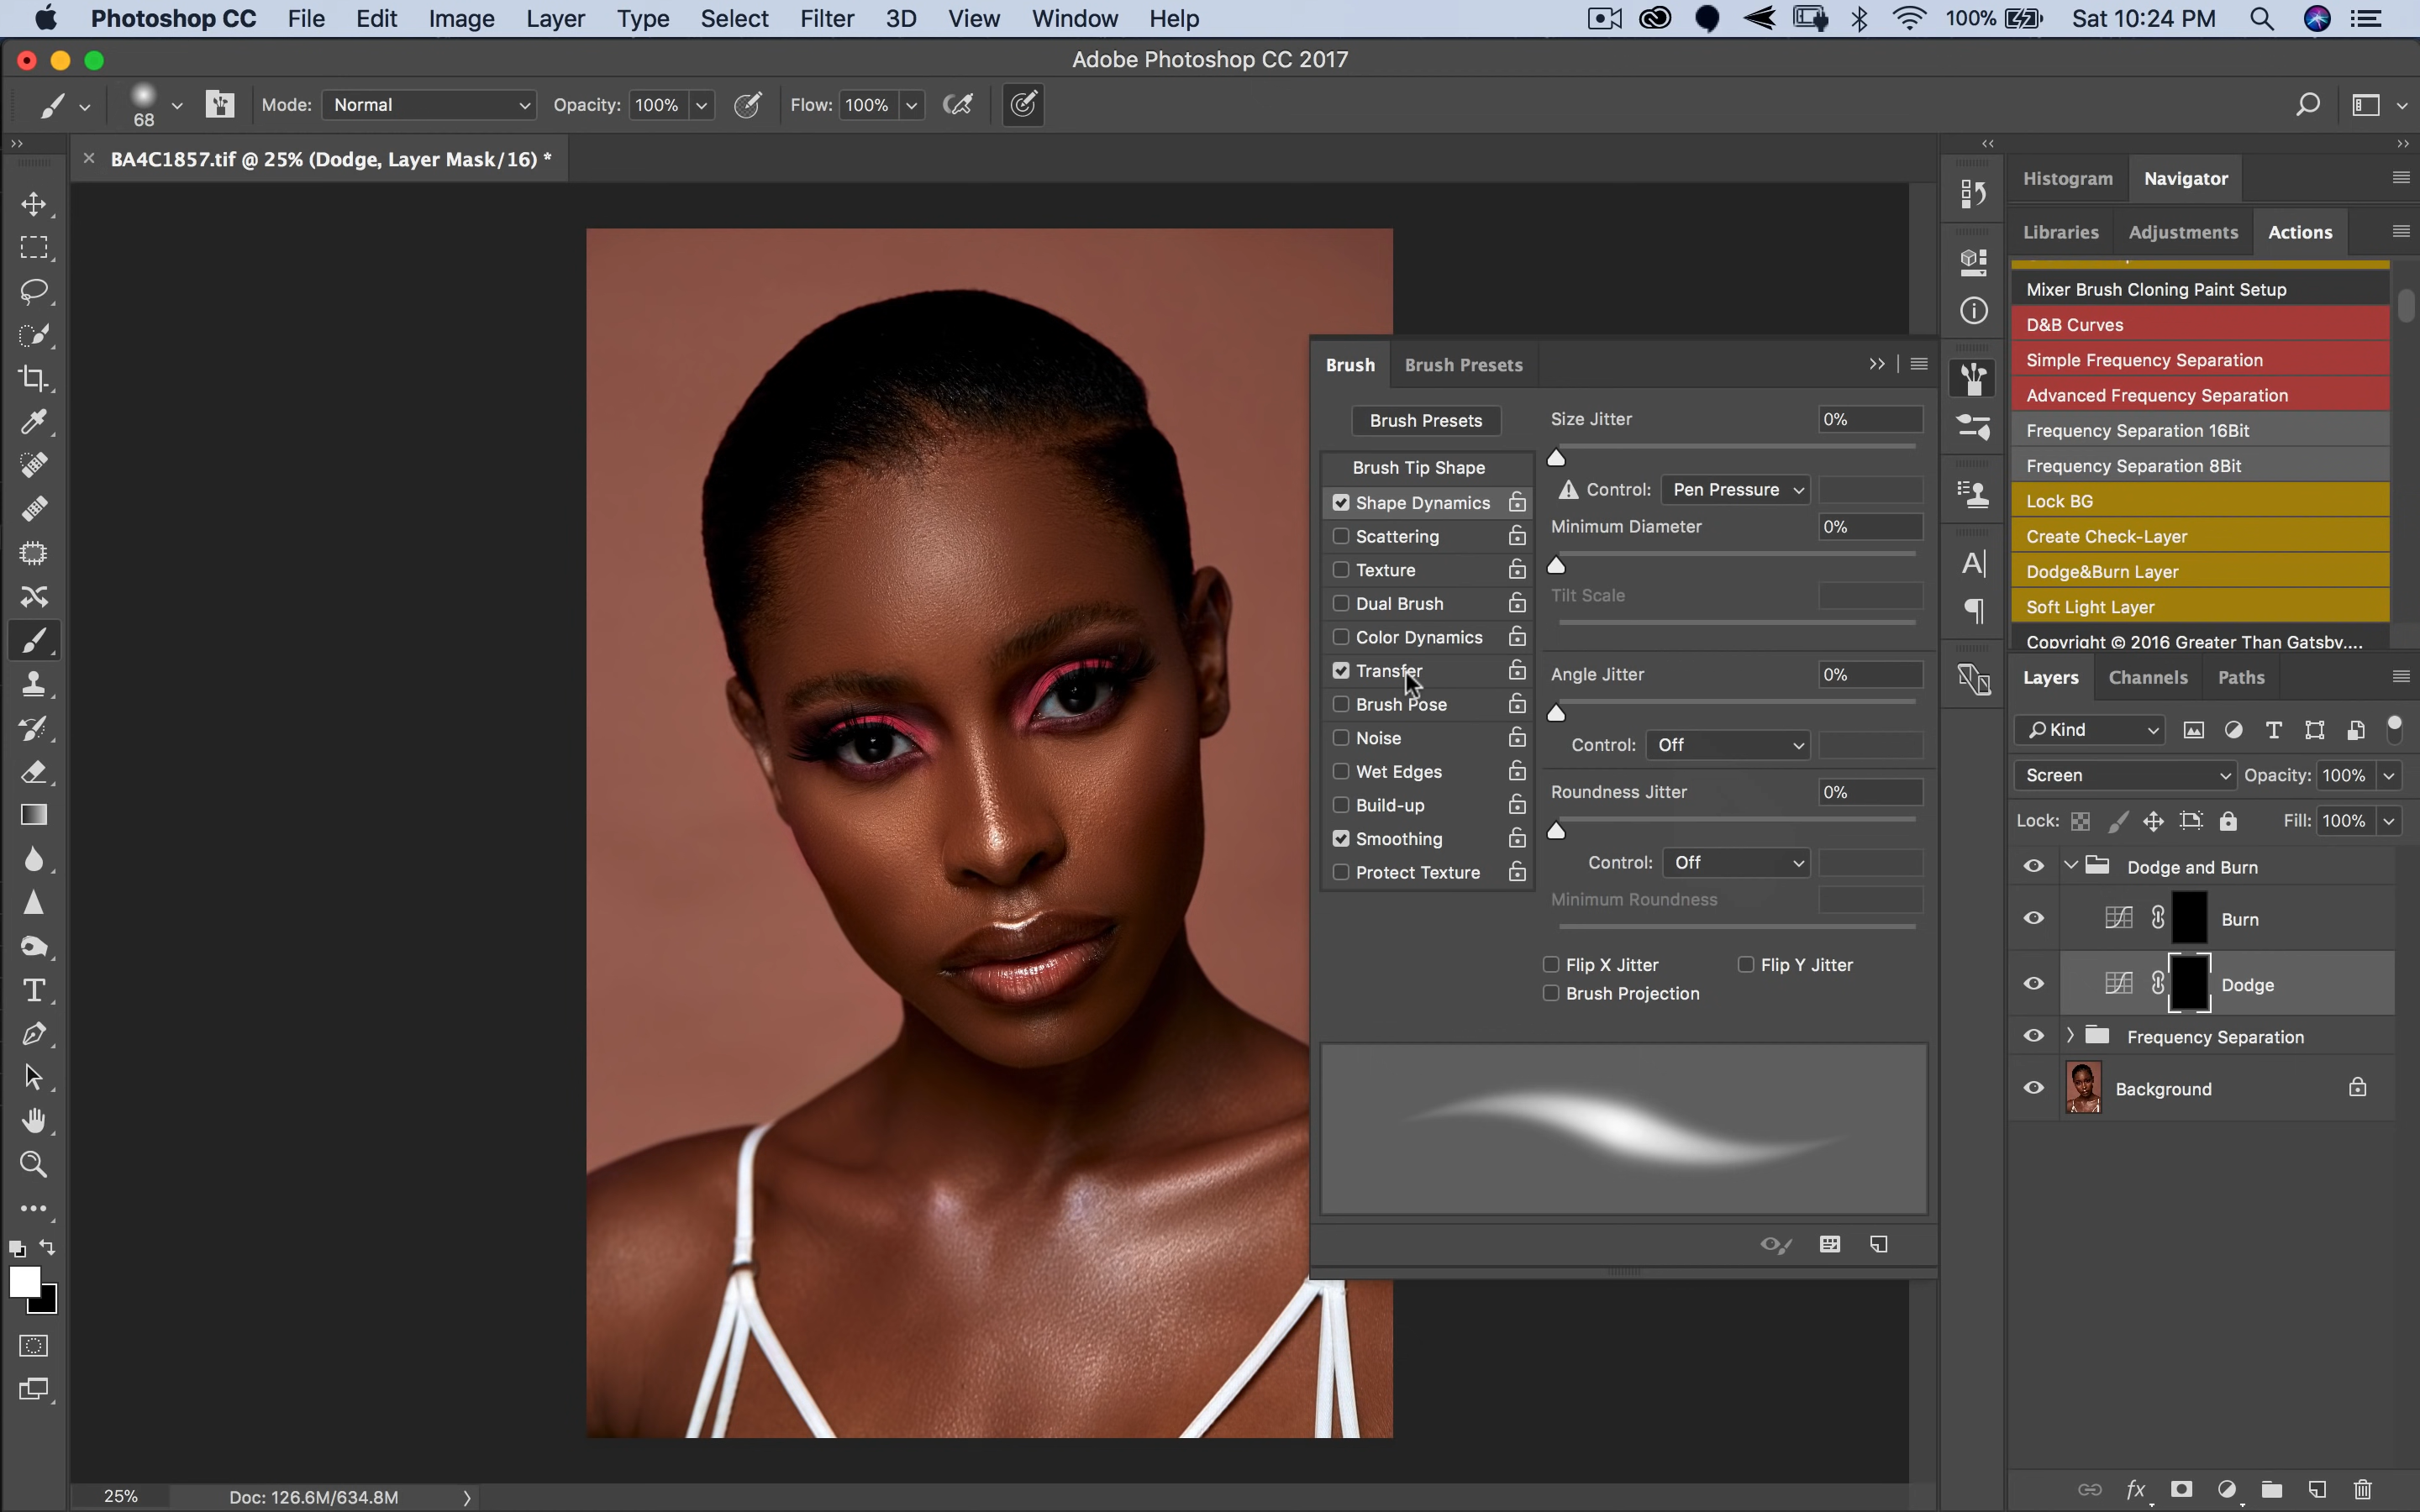 Photoshop CC File Edit Image Layer Type Select Filter 3D View Window Help 100% Sat 10:24 PM
Adobe Photoshop CC 2017
68 Mode: Normal Opacity: 100% Flow: 100%
BA4C1857.tif @ 25% (Dodge, Layer Mask/16) *
Histogram Navigator
Libraries Adjustments Actions
Mixer Brush Cloning Paint Setup
D&B Curves
Simple Frequency Separation
Advanced Frequency Separation
Frequency Separation 16Bit
Frequency Separation 8Bit
Lock BG
Create Check-Layer
Dodge&Burn Layer
Soft Light Layer
Copyright © 2016 Greater Than Gatsby....
Brush Brush Presets
Brush Presets
Brush Tip Shape
Shape Dynamics
Scattering
Texture
Dual Brush
Color Dynamics
Transfer
Brush Pose
Noise
Wet Edges
Build-up
Smoothing
Protect Texture
Size Jitter 0%
Control: Pen Pressure
Minimum Diameter 0%
Tilt Scale
Angle Jitter 0%
Control: Off
Roundness Jitter 0%
Control: Off
Minimum Roundness
Flip X Jitter Flip Y Jitter
Brush Projection
Layers Channels Paths
Kind
Screen Opacity: 100%
Lock: Fill: 100%
Dodge and Burn
Burn
Dodge
Frequency Separation
Background
25% Doc: 126.6M/634.8M